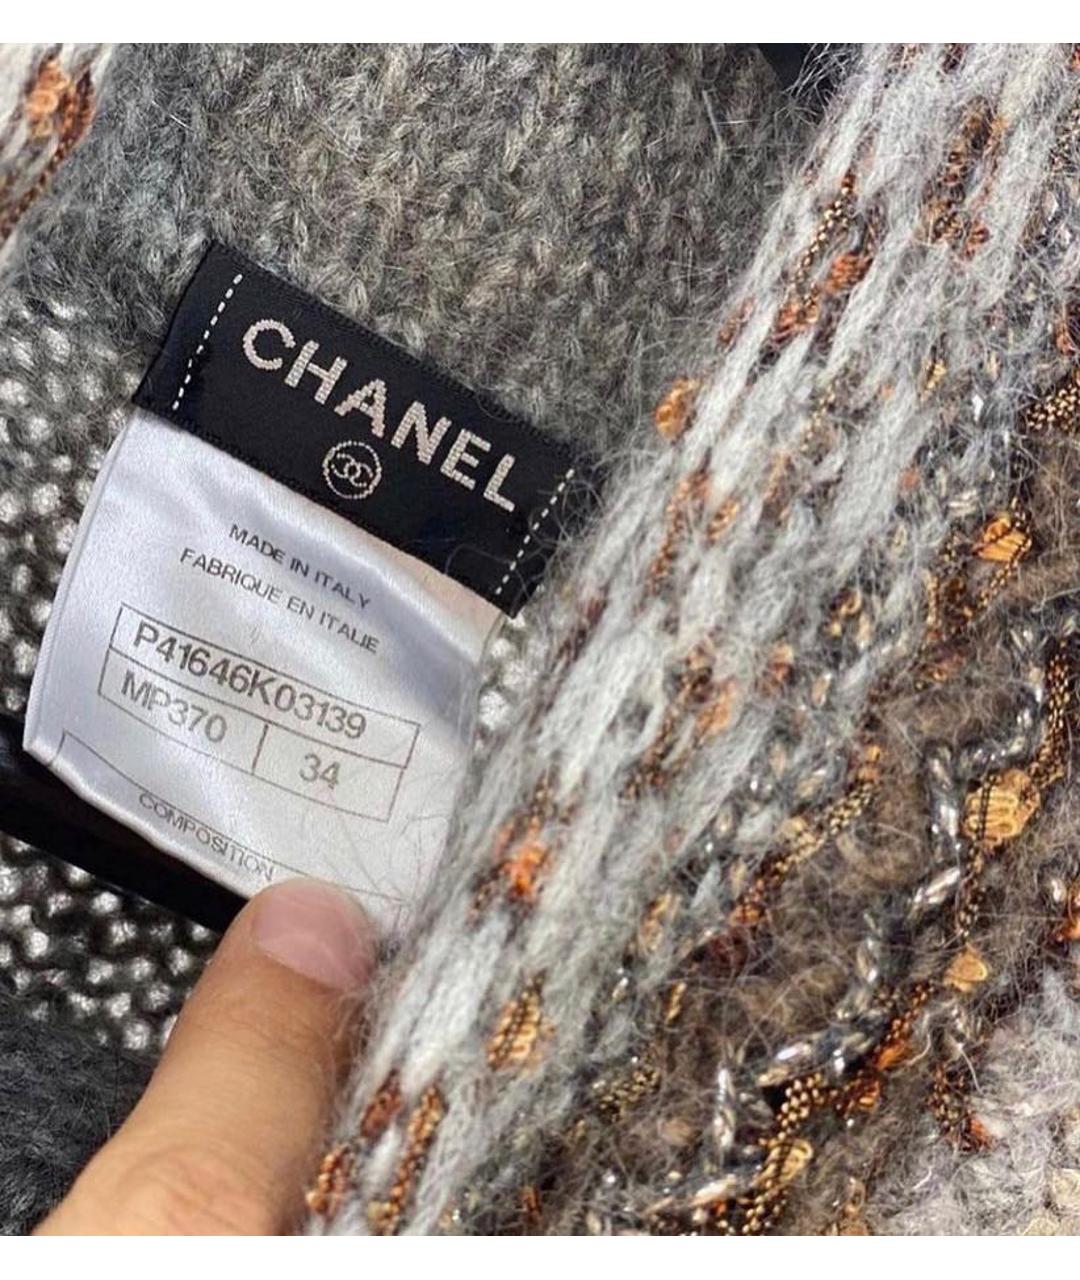 CHANEL
MADE IN ITALY
FABRIQUE EN ITALIE
P41646K03139
MP370
34
COMPOSITION